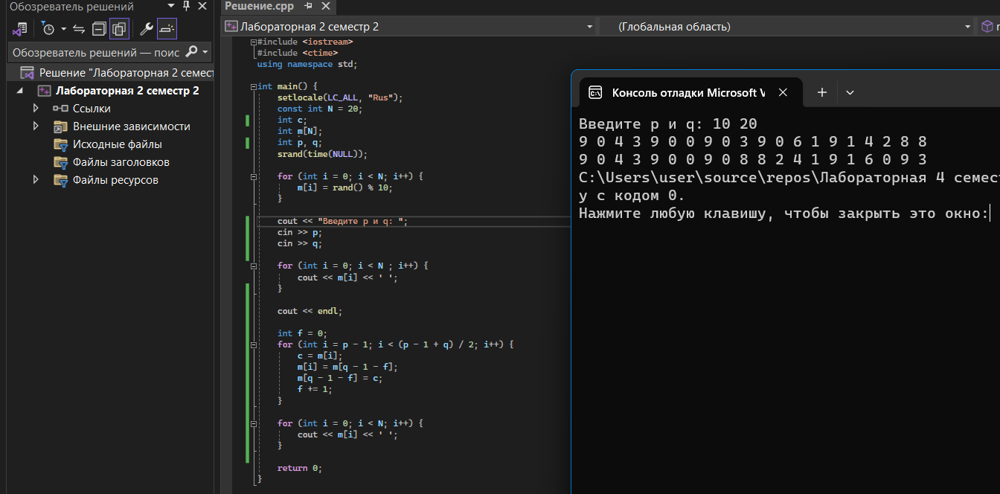 Обозреватель решений
Обозреватель решений — поис
Решение "Лабораторная 2 семест
Лабораторная 2 семестр 2
Ссылки
Внешние зависимости
Исходные файлы
Файлы заголовков
Файлы ресурсов
Решение.cpp
Лабораторная 2 семестр 2
(Глобальная область)
#include <iostream>
#include <ctime>
using namespace std;
int main() {
setlocale(LC_ALL, "Rus");
const int N = 20;
int c;
int m[N];
int p, q;
srand(time(NULL));
for (int i = 0; i < N; i++) {
m[i] = rand() % 10;
}
cout << "Введите p и q: ";
cin >> p;
cin >> q;
for (int i = 0; i < N ; i++) {
cout << m[i] << ' ';
}
cout << endl;
int f = 0;
for (int i = p - 1; i < (p - 1 + q) / 2; i++) {
c = m[i];
m[i] = m[q - 1 - f];
m[q - 1 - f] = c;
f += 1;
}
for (int i = 0; i < N; i++) {
cout << m[i] << ' ';
}
return 0;
}
Консоль отладки Microsoft V
Введите p и q: 10 20
9 0 4 3 9 0 0 9 0 3 9 0 6 1 9 1 4 2 8 8
9 0 4 3 9 0 0 9 0 8 8 2 4 1 9 1 6 0 9 3
C:\Users\user\source\repos\Лабораторная 4 семест
у с кодом 0.
Нажмите любую клавишу, чтобы закрыть это окно: